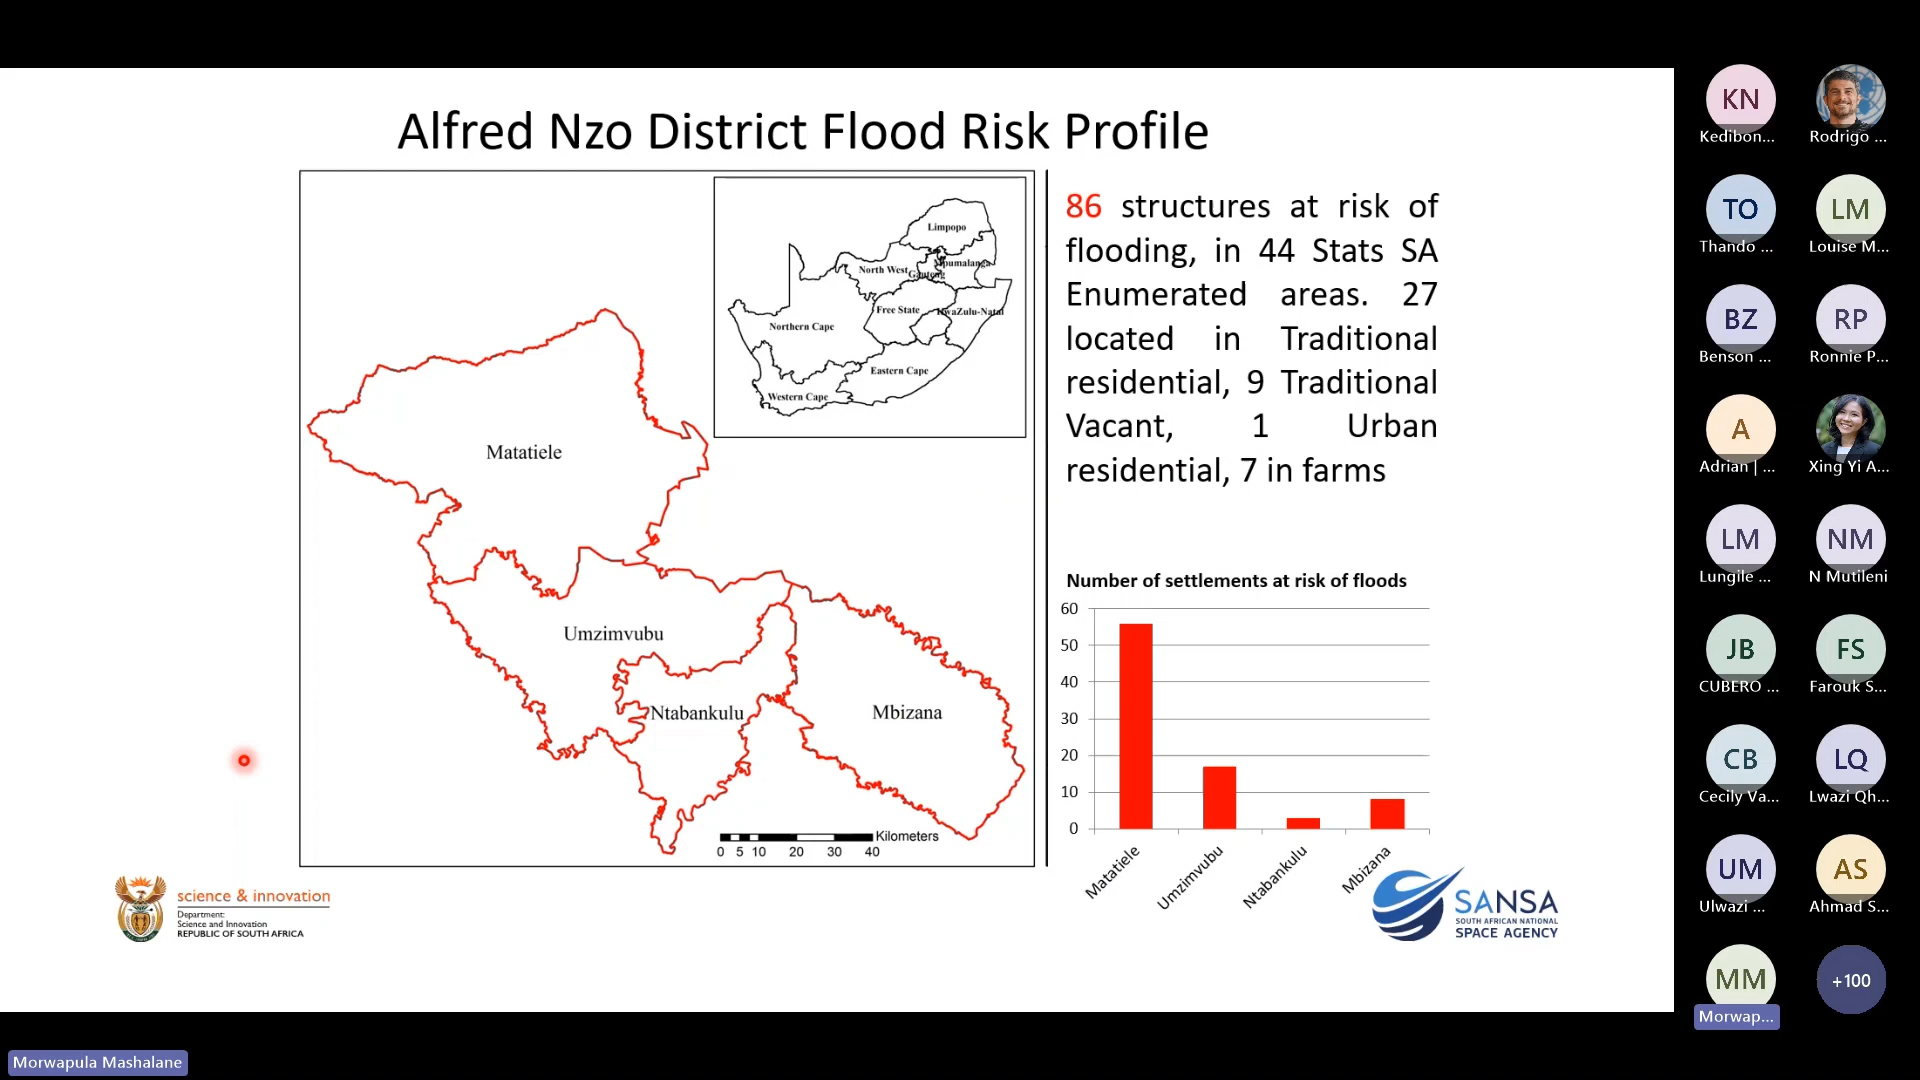 Alfred Nzo District Flood Risk Profile
Limpopo
North West
Mpumalanga
Gauteng
Free State
KwaZulu-Natal
Northern Cape
Eastern Cape
Western Cape
Matatiele
Umzimvubu
Ntabankulu
Mbizana
Kilometers
0 5 10 20 30 40
86 structures at risk of
flooding, in 44 Stats SA
Enumerated areas. 27
located in Traditional
residential, 9 Traditional
Vacant, 1 Urban
residential, 7 in farms
Number of settlements at risk of floods
60
50
40
30
20
10
0
Matatiele
Umzimvubu
Ntabankulu
Mbizana
science & innovation
Department:
Science and Innovation
REPUBLIC OF SOUTH AFRICA
SANSA
SOUTH AFRICAN NATIONAL
SPACE AGENCY
KN
Kedibon...
Rodrigo ...
TO
Thando ...
LM
Louise M...
BZ
Benson ...
RP
Ronnie P...
A
Adrian | ...
Xing Yi A...
LM
Lungile ...
NM
N Mutileni
JB
CUBERO ...
FS
Farouk S...
CB
Cecily Va...
LQ
Lwazi Qh...
UM
Ulwazi ...
AS
Ahmad S...
MM
Morwap...
+100
Morwapula Mashalane